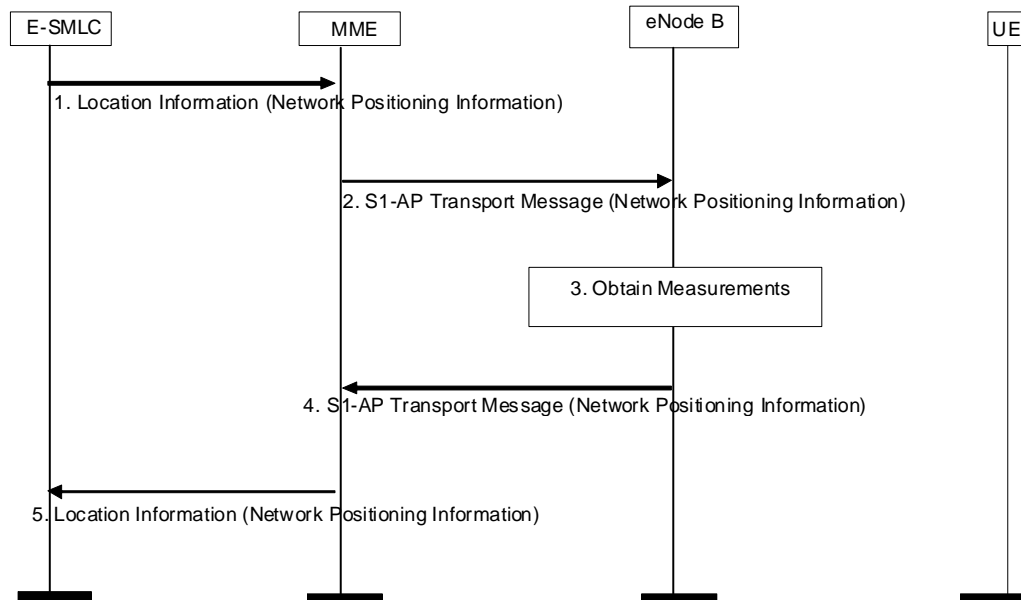 E-SMLC
MME
eNode B
UE
1. Location Information (Network Positioning Information)
2. S1-AP Transport Message (Network Positioning Information)
3. Obtain Measurements
4. S1-AP Transport Message (Network Positioning Information)
5. Location Information (Network Positioning Information)